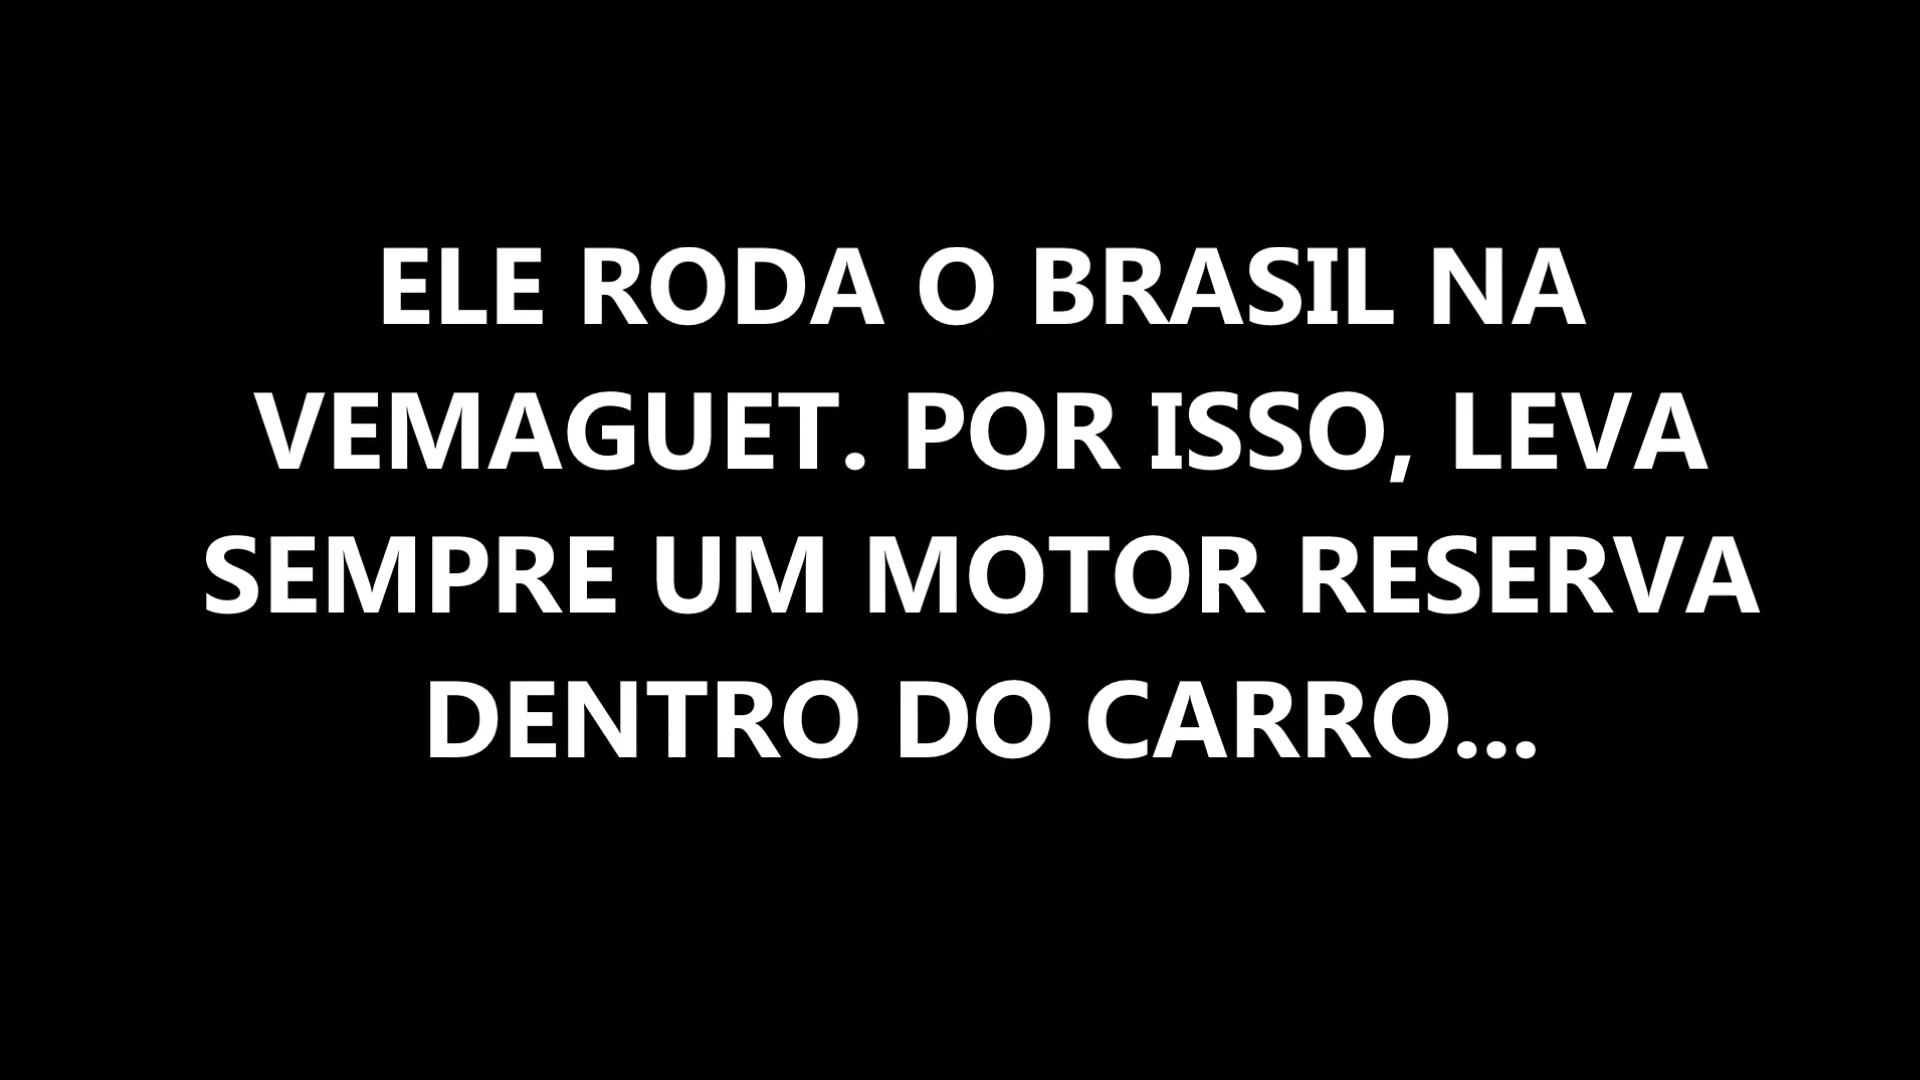 ELE RODA O BRASIL NA
VEMAGUET. POR ISSO, LEVA
SEMPRE UM MOTOR RESERVA
DENTRO DO CARRO...